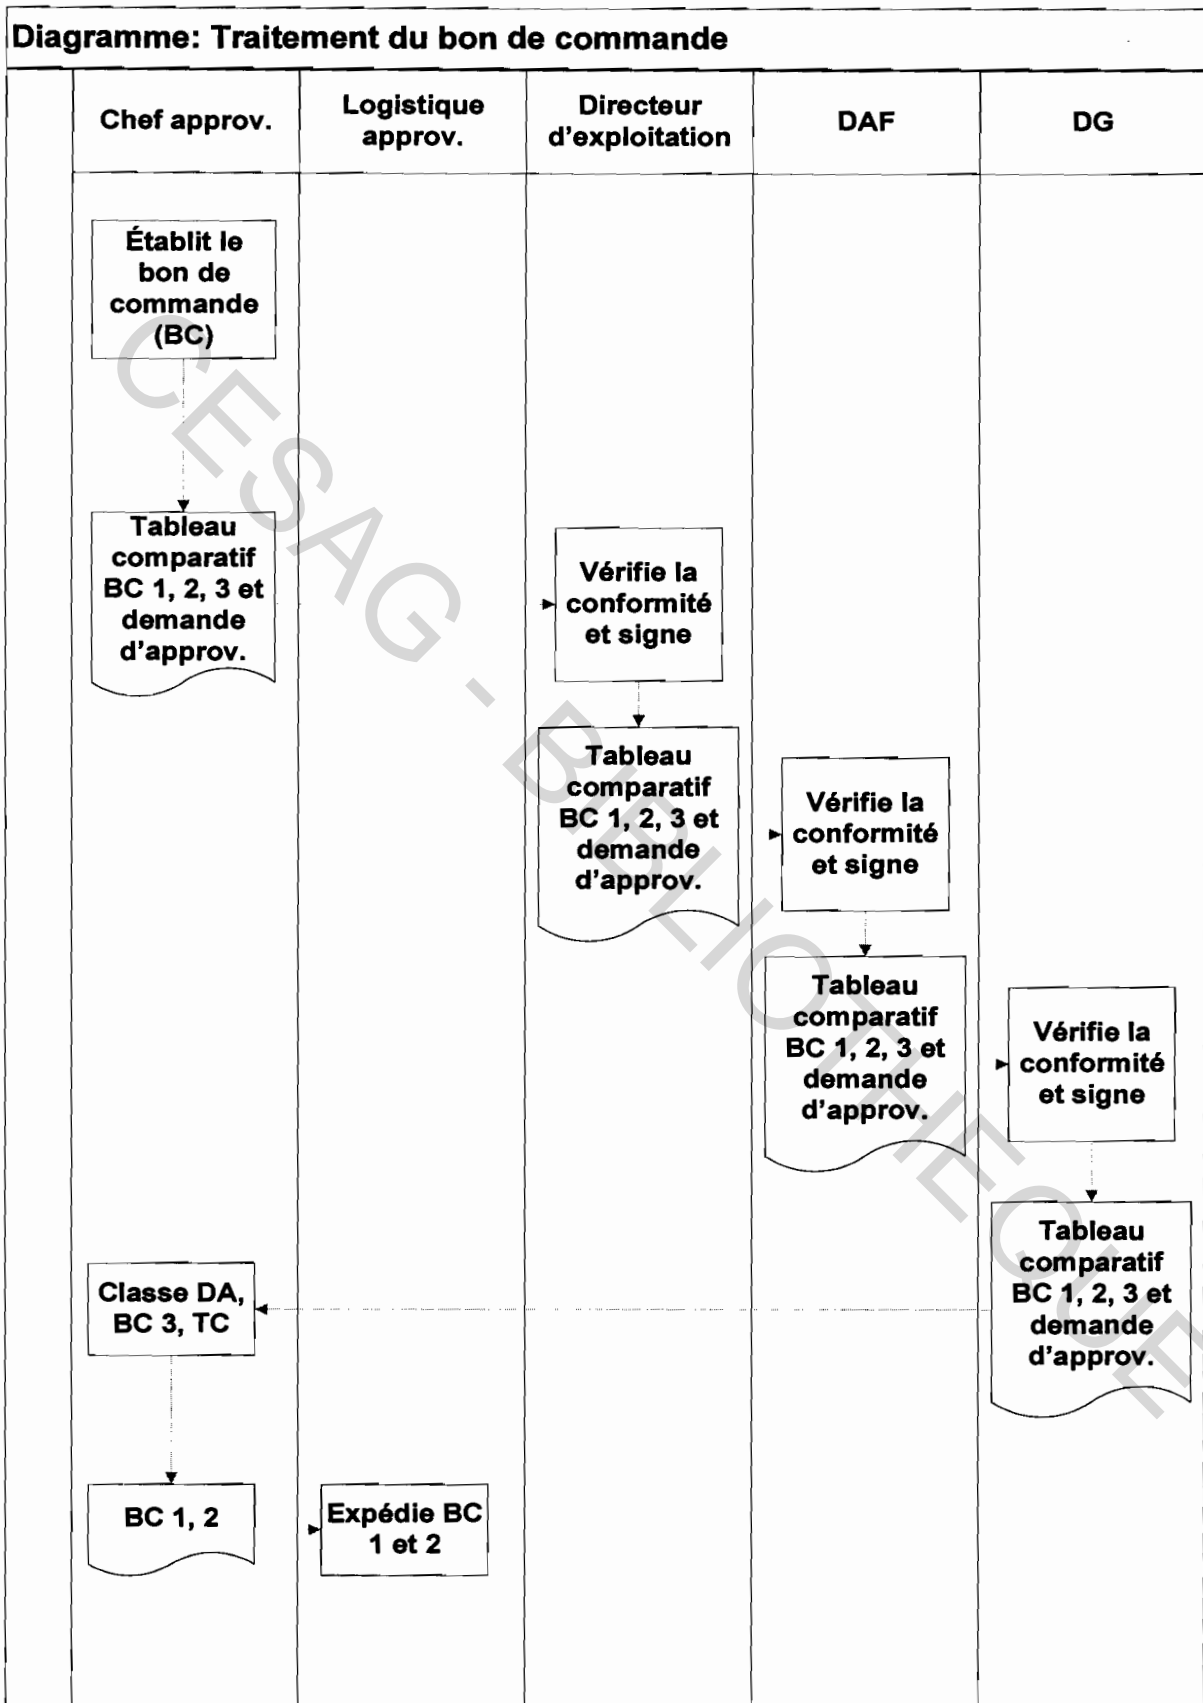 Diagramme: Traitement du bon de commande
Chef approv.
Logistique
approv.
Directeur
d'exploitation
DAF
DG
Établit le
bon de
commande
(BC)
Tableau
comparatif
BC 1, 2, 3 et
demande
d'approv.
Vérifie la
conformité
et signe
Tableau
comparatif
BC 1, 2, 3 et
demande
d'approv.
Vérifie la
conformité
et signe
Tableau
comparatif
BC 1, 2, 3 et
demande
d'approv.
Vérifie la
conformité
et signe
Tableau
comparatif
BC 1, 2, 3 et
demande
d'approv.
Classe DA,
BC 3, TC
BC 1, 2
Expédie BC
1 et 2
CESAG - BIBLIOTHEQUE